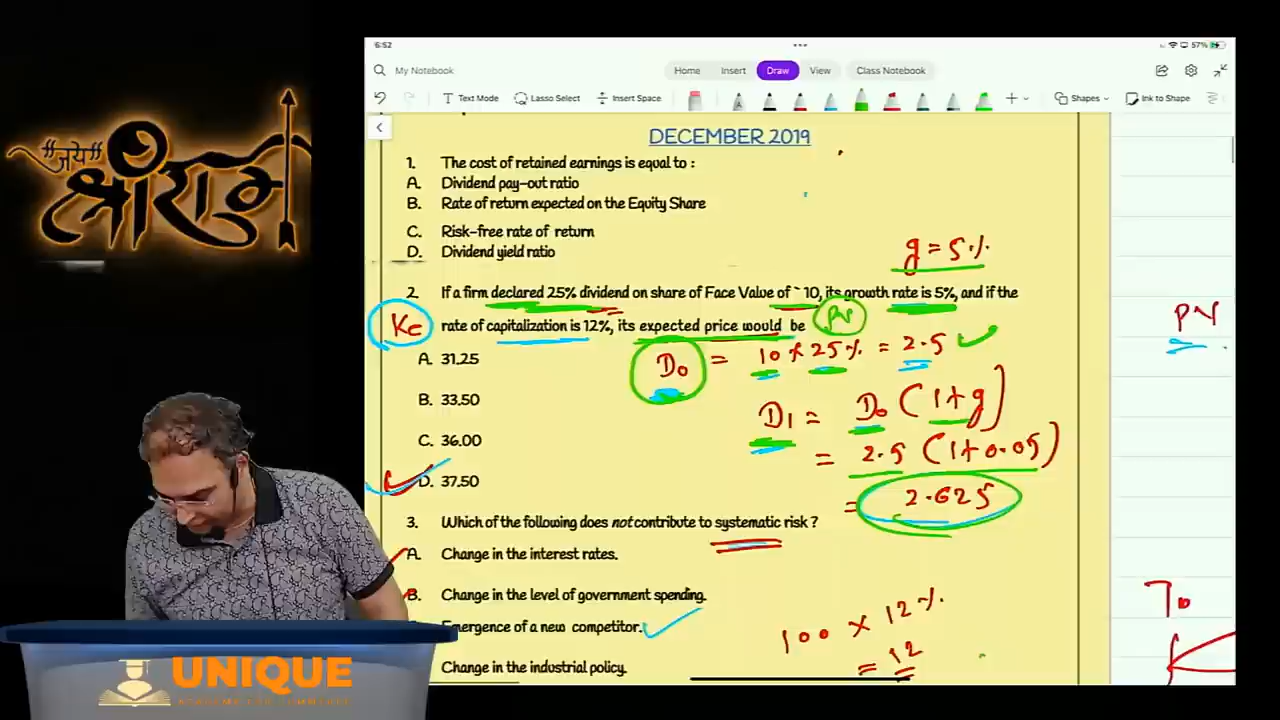 6:52
57%
My Notebook
Home Insert Draw View Class Notebook
Text Mode Lasso Select Insert Space Shapes Ink to Shape
"जय"
श्रीराम
DECEMBER 2019
1. The cost of retained earnings is equal to :
A. Dividend pay-out ratio
B. Rate of return expected on the Equity Share
C. Risk-free rate of return
D. Dividend yield ratio
g = 5%
2. If a firm declared 25% dividend on share of Face Value of ` 10, its growth rate is 5%, and if the
Ke rate of capitalization is 12%, its expected price would be
PV
A. 31.25
D0 = 10 * 25% = 2.5
B. 33.50
D1 = D0 (1+g)
C. 36.00
= 2.5 (1+0.05)
D. 37.50
= 2.625
3. Which of the following does not contribute to systematic risk ?
A. Change in the interest rates.
B. Change in the level of government spending.
Emergence of a new competitor.
100 × 12%
= 12
Change in the industrial policy.
UNIQUE